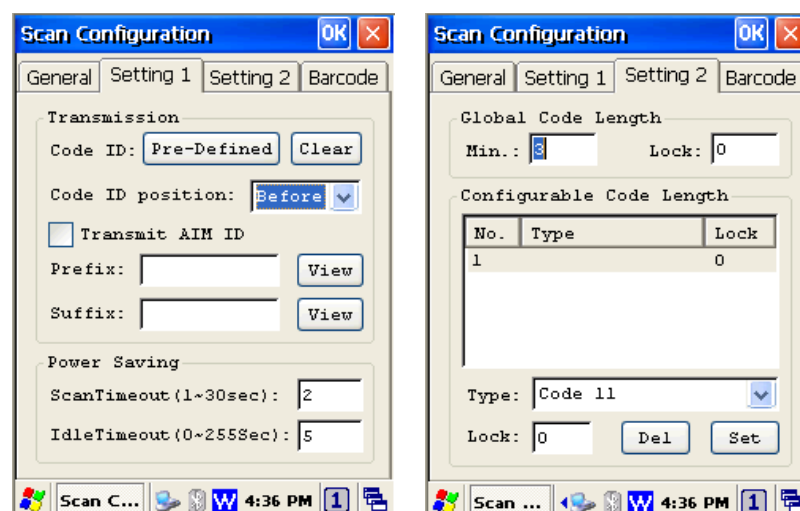 Scan Configuration OK
General Setting 1 Setting 2 Barcode
Transmission
Code ID: Pre-Defined Clear
Code ID position: Before
Transmit AIM ID
Prefix: View
Suffix: View
Power Saving
ScanTimeout(1~30sec): 2
IdleTimeout(0~255Sec): 5
Scan C... W 4:36 PM 1
Scan Configuration OK
General Setting 1 Setting 2 Barcode
Global Code Length
Min.: 3 Lock: 0
Configurable Code Length
No. Type Lock
1 0
Type: Code 11
Lock: 0 Del Set
Scan ... W 4:36 PM 1